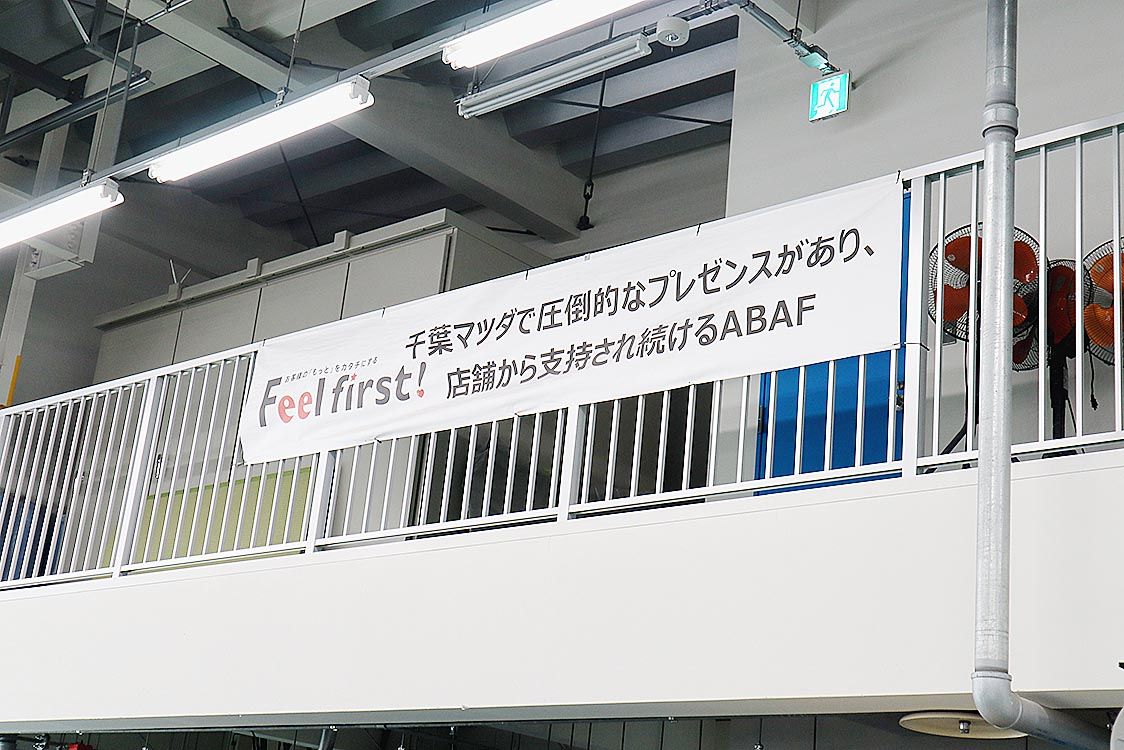 お客様の「もっと」をカタチにする
Feel first!
千葉マツダで圧倒的なプレゼンスがあり、
店舗から支持され続けるABAF